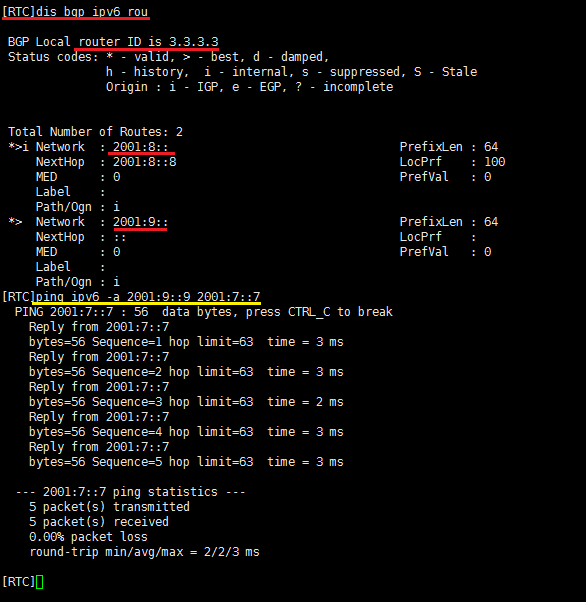 [RTC]dis bgp ipv6 rou
BGP Local router ID is 3.3.3.3
Status codes: * - valid, > - best, d - damped,
h - history,  i - internal, s - suppressed, S - Stale
Origin : i - IGP, e - EGP, ? - incomplete
Total Number of Routes: 2
*>i Network  : 2001:8::                                 PrefixLen : 64
NextHop  : 2001:8::8                                LocPrf    : 100
MED      : 0                                        PrefVal   : 0
Label    :
Path/Ogn : i
*>  Network  : 2001:9::                                 PrefixLen : 64
NextHop  : ::                                       LocPrf    :
MED      : 0                                        PrefVal   : 0
Label    :
Path/Ogn : i
[RTC]ping ipv6 -a 2001:9::9 2001:7::7
PING 2001:7::7 : 56  data bytes, press CTRL_C to break
Reply from 2001:7::7
bytes=56 Sequence=1 hop limit=63  time = 3 ms
Reply from 2001:7::7
bytes=56 Sequence=2 hop limit=63  time = 3 ms
Reply from 2001:7::7
bytes=56 Sequence=3 hop limit=63  time = 2 ms
Reply from 2001:7::7
bytes=56 Sequence=4 hop limit=63  time = 3 ms
Reply from 2001:7::7
bytes=56 Sequence=5 hop limit=63  time = 3 ms
--- 2001:7::7 ping statistics ---
5 packet(s) transmitted
5 packet(s) received
0.00% packet loss
round-trip min/avg/max = 2/2/3 ms
[RTC]